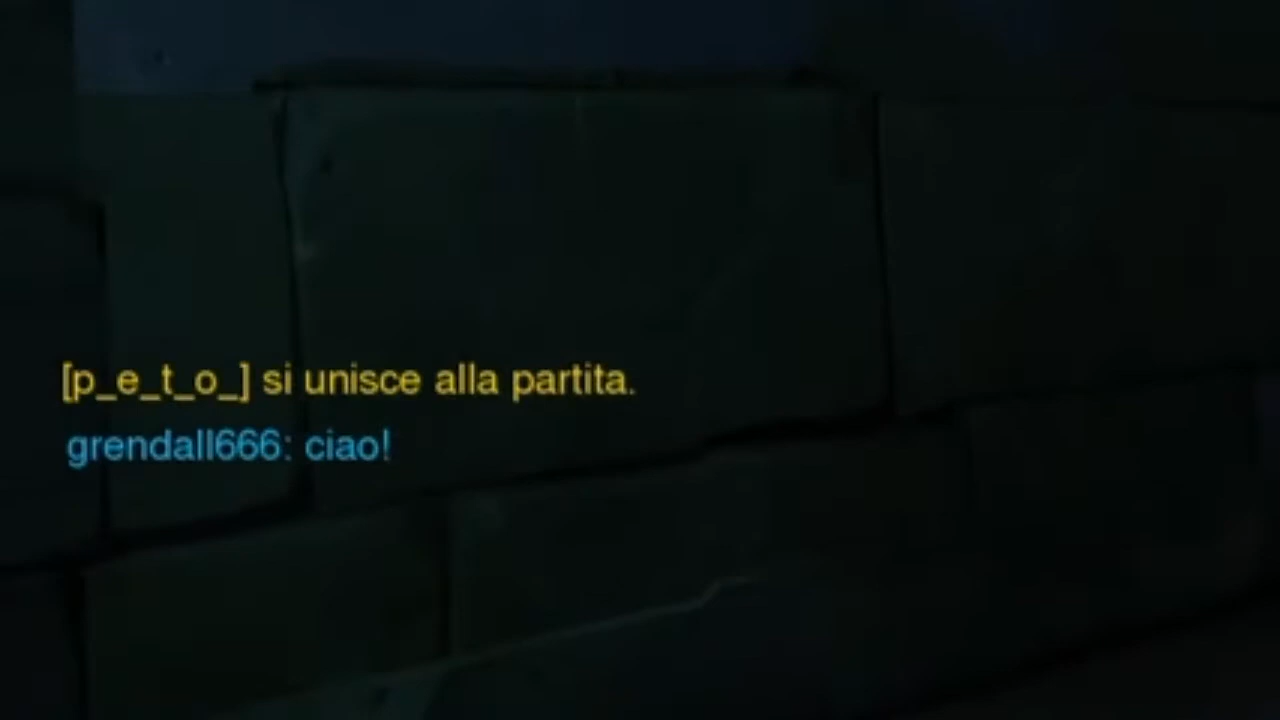 [p_e_t_o_] si unisce alla partita.
grendall666: ciao!